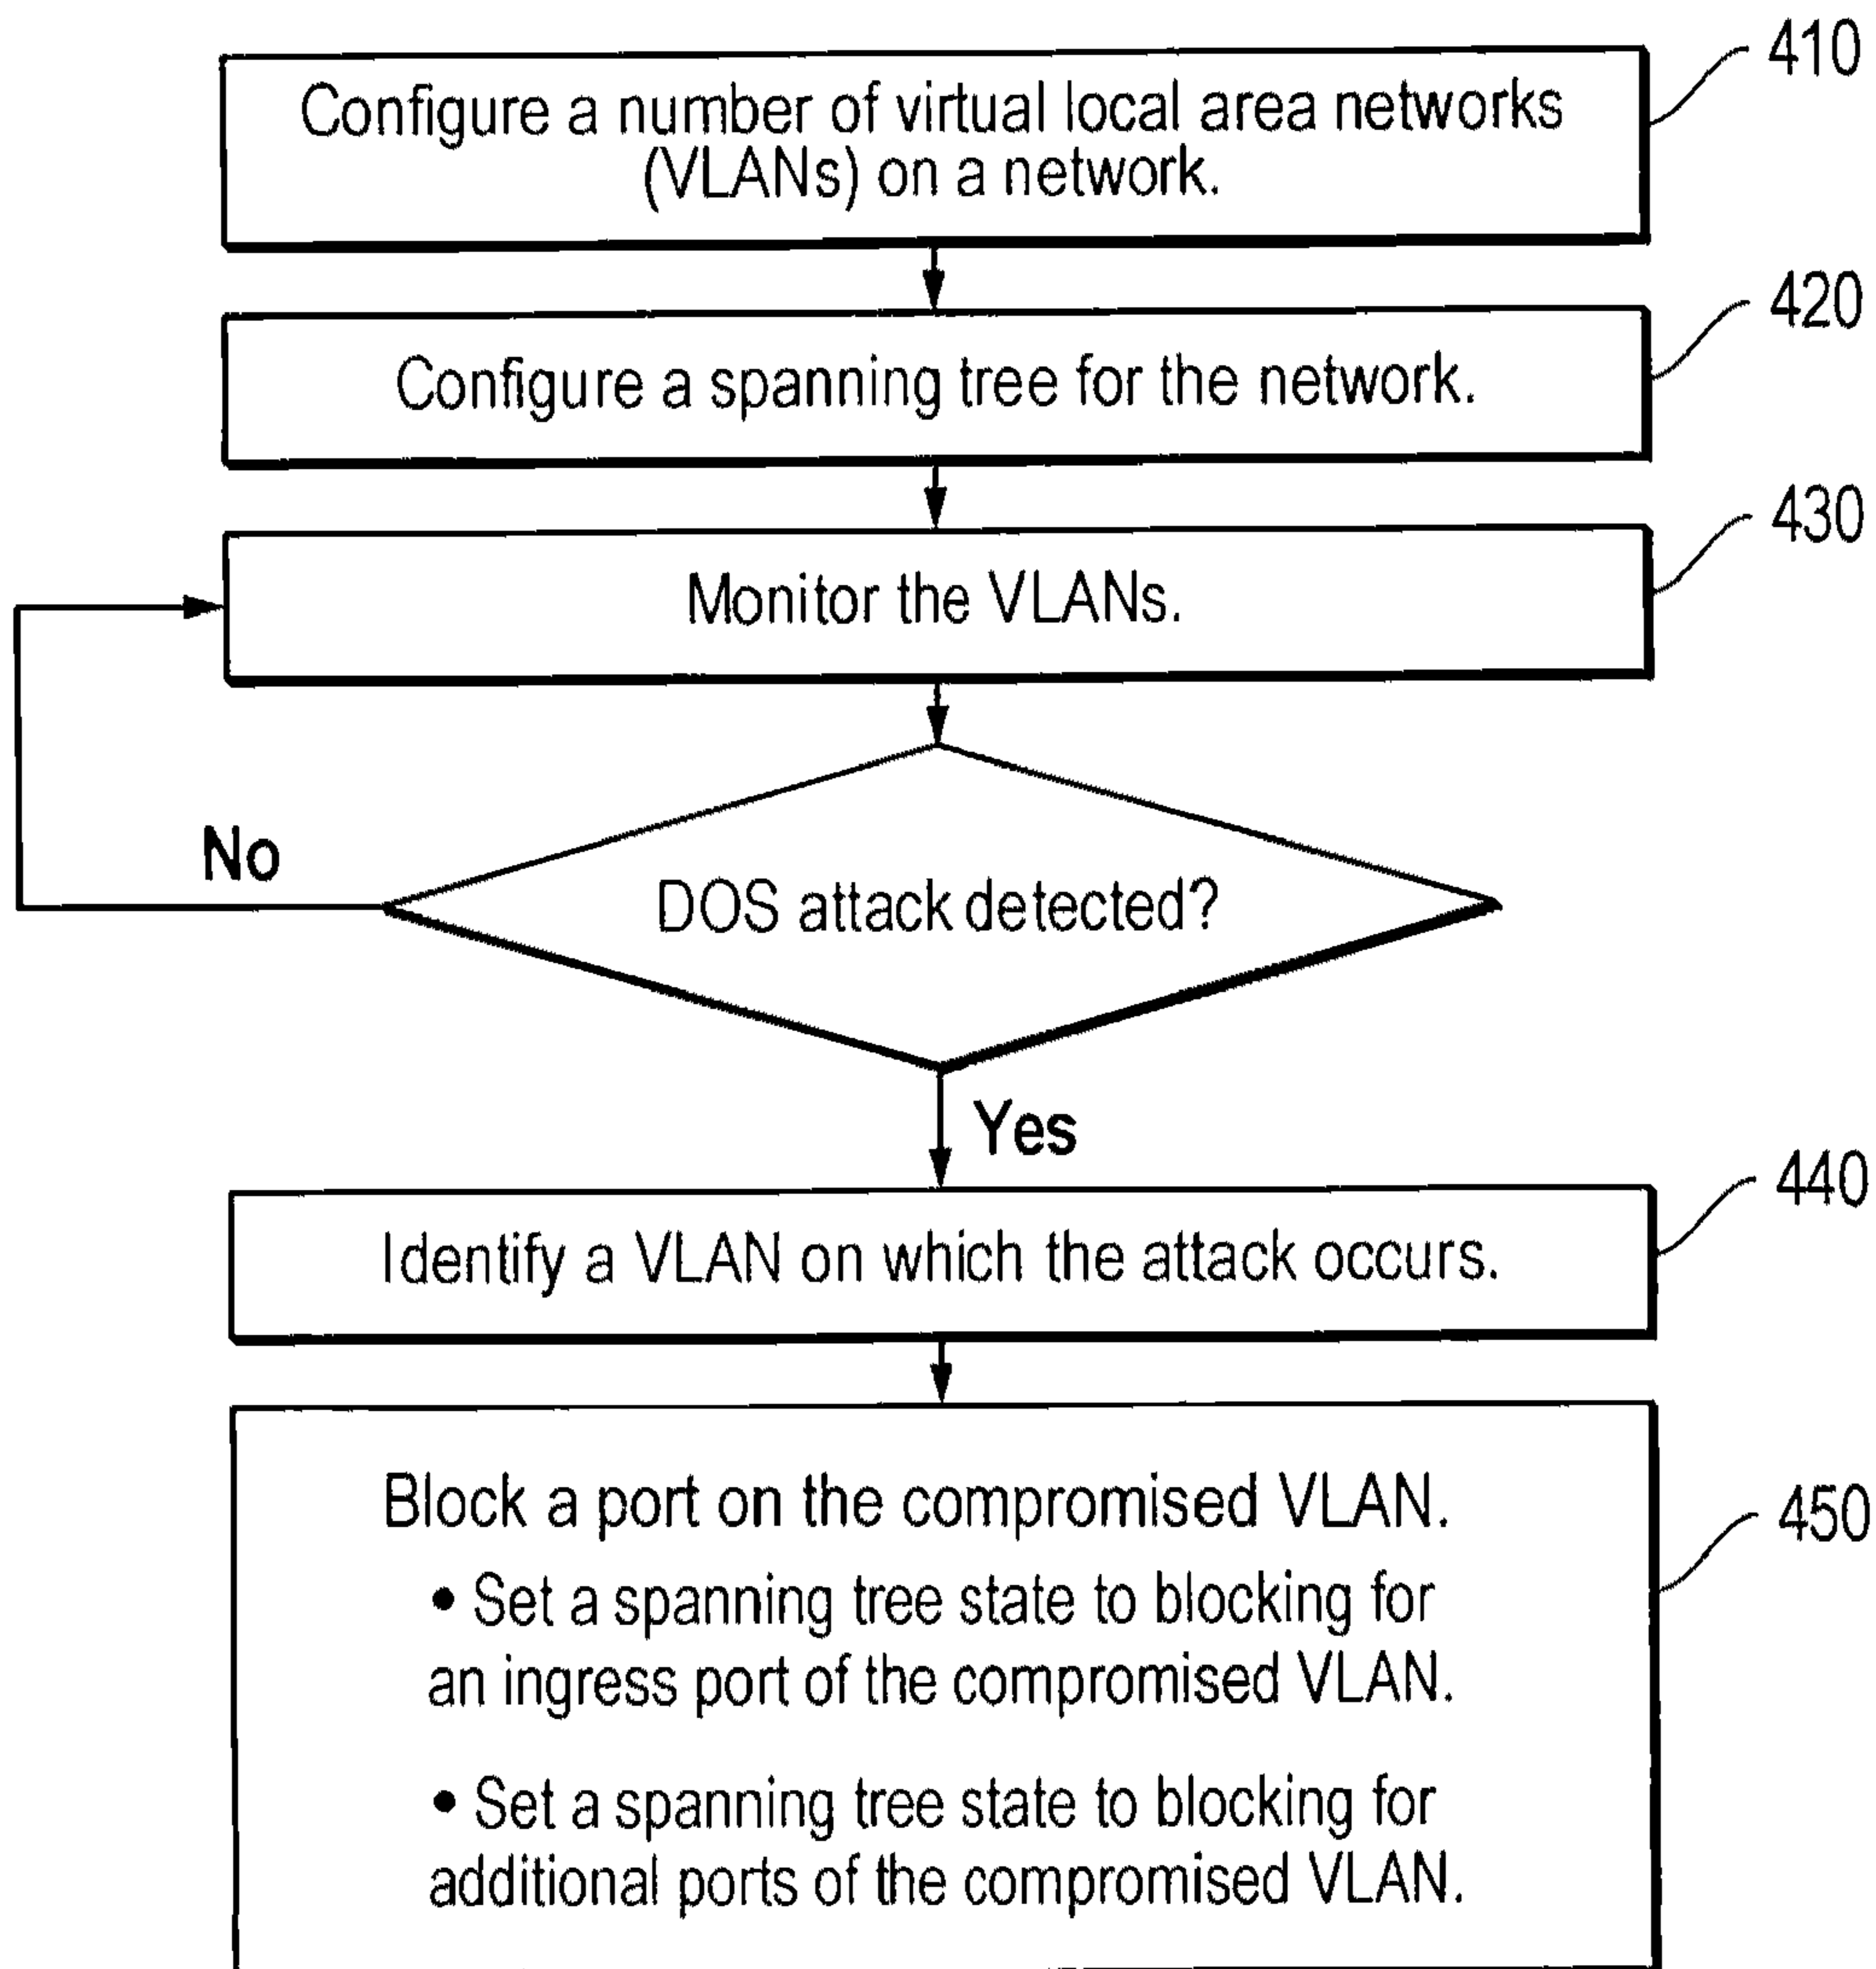 410
Configure a number of virtual local area networks
(VLANs) on a network.
420
Configure a spanning tree for the network.
430
Monitor the VLANs.
No
DOS attack detected?
Yes
440
Identify a VLAN on which the attack occurs.
450
Block a port on the compromised VLAN.
• Set a spanning tree state to blocking for
an ingress port of the compromised VLAN.
• Set a spanning tree state to blocking for
additional ports of the compromised VLAN.